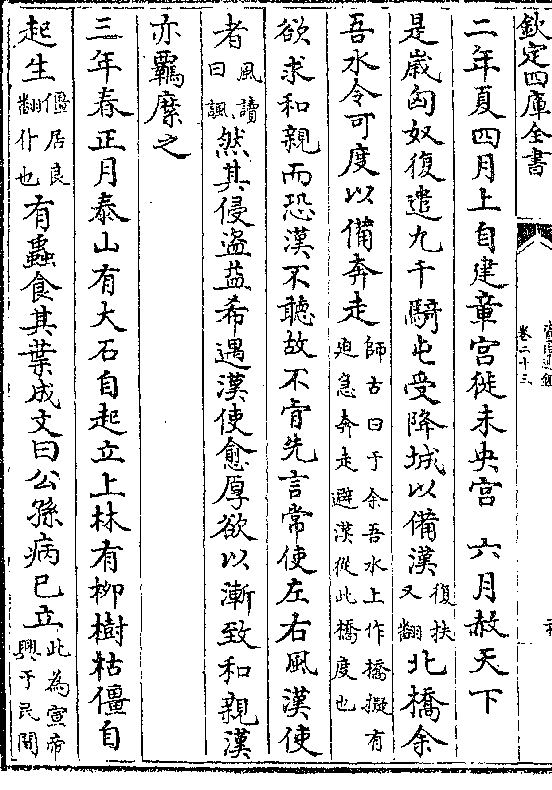 欽定四庫全書
卷二十三
二年夏四月上自建章宫徙未央宫　六月赦天下
是歲匈奴復遣九千騎屯受降城以備漢復扶又翻北橋余
吾水令可度以備奔走師古曰于余吾水上作橋擬有迫急奔走避漢從此橋度也
欲求和親而恐漢不聽故不肯先言常使左右風漢使
者風讀曰諷然其侵盗益希遇漢使愈厚欲以漸致和親漢
亦羈縻之
三年春正月泰山有大石自起立上林有柳樹枯僵自
起生僵居良翻仆也有蟲食其葉成文曰公孫病已立此為宣帝興于民間